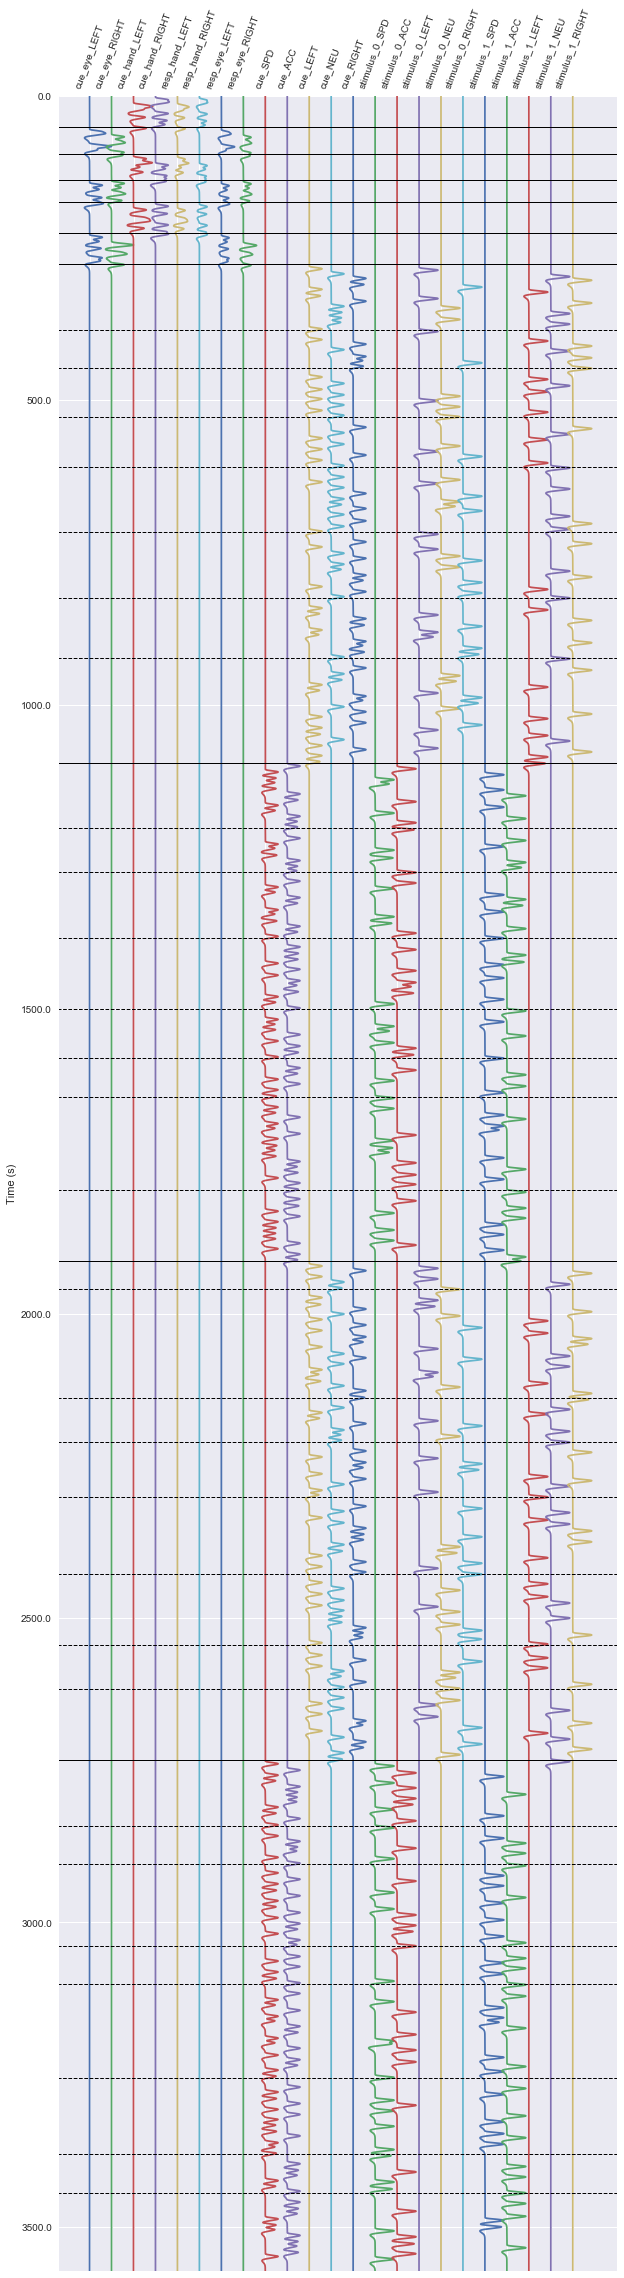 cue_eye_LEFT
cue_eye_RIGHT
cue_hand_LEFT
cue_hand_RIGHT
resp_hand_LEFT
resp_hand_RIGHT
resp_eye_LEFT
resp_eye_RIGHT
cue_SPD
cue_ACC
cue_LEFT
cue_NEU
cue_RIGHT
stimulus_0_SPD
stimulus_0_ACC
stimulus_0_LEFT
stimulus_0_NEU
stimulus_0_RIGHT
stimulus_1_SPD
stimulus_1_ACC
stimulus_1_LEFT
stimulus_1_NEU
stimulus_1_RIGHT
0.0
500.0
1000.0
1500.0
Time (s)
2000.0
2500.0
3000.0
3500.0